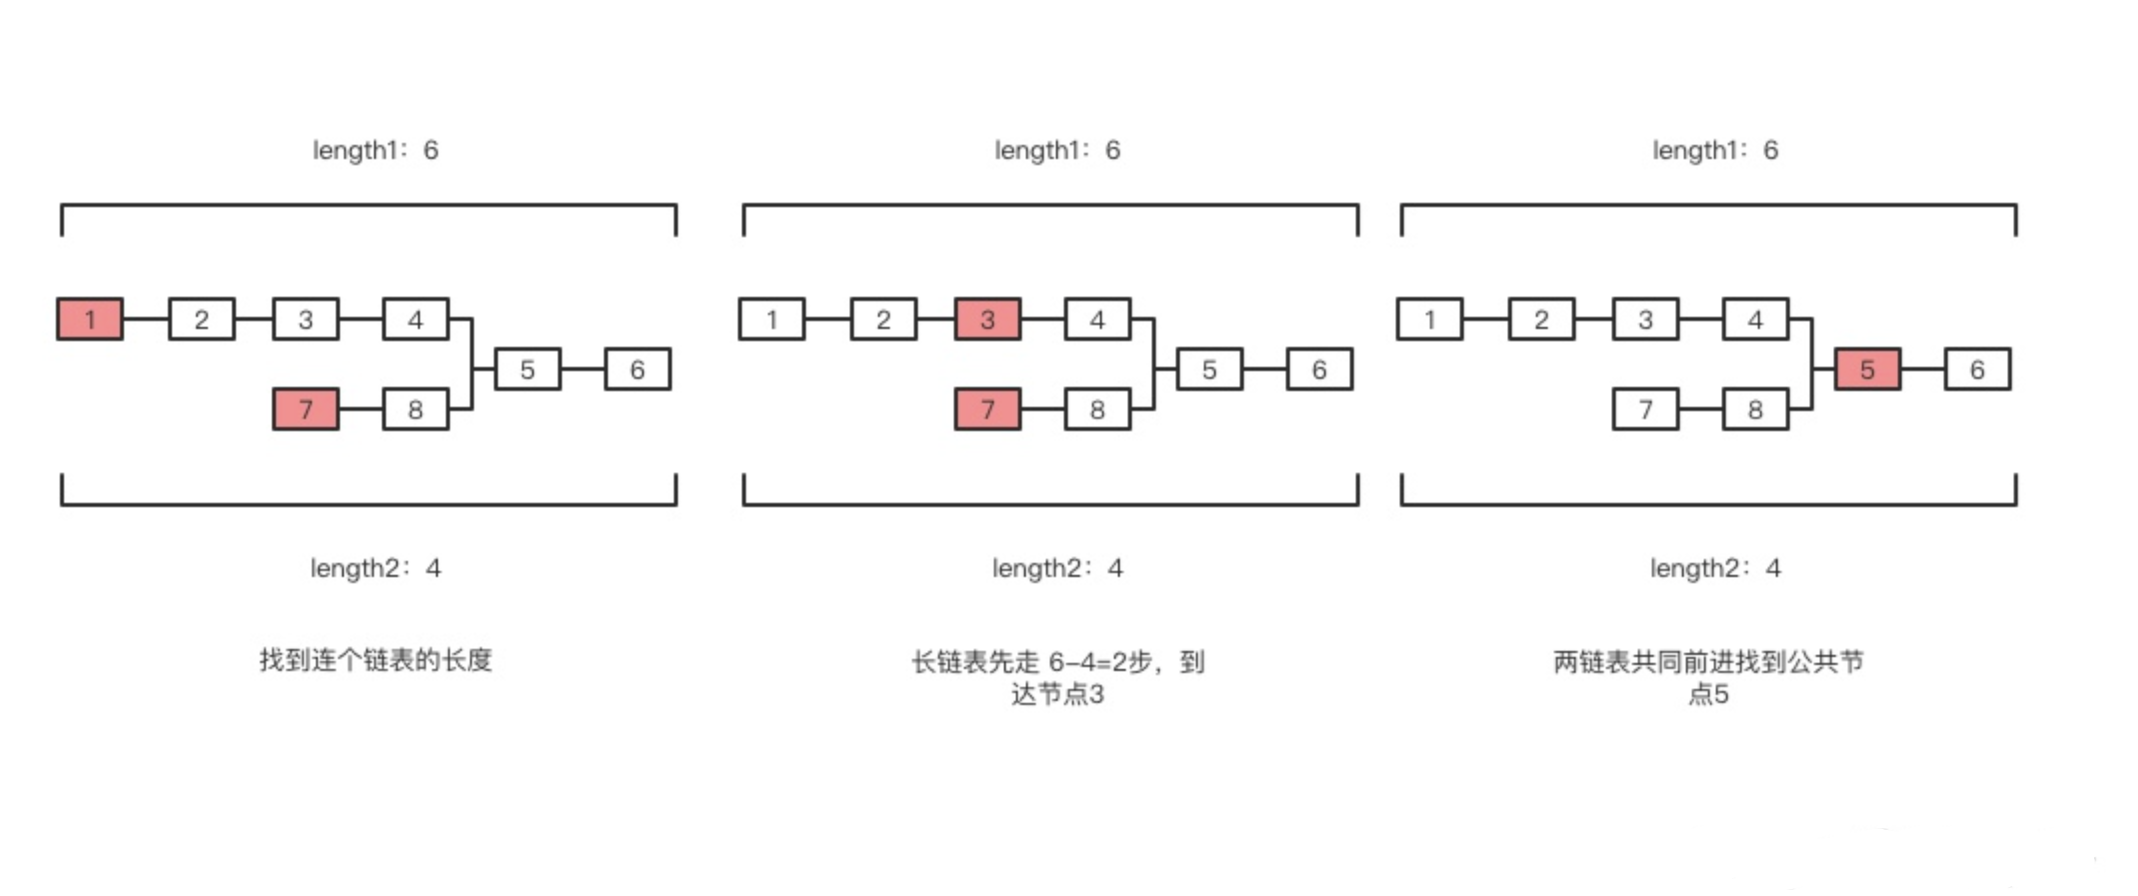 length1：6
1 2 3 4
5 6
7 8
length2：4
找到连个链表的长度
length1：6
1 2 3 4
5 6
7 8
length2：4
长链表先走 6-4=2步，到
达节点3
length1：6
1 2 3 4
5 6
7 8
length2：4
两链表共同前进找到公共节
点5